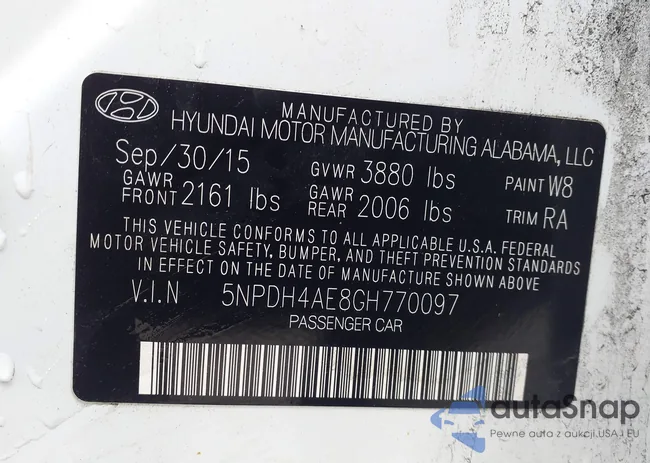 MANUFACTURED BY
HYUNDAI MOTOR MANUFACTURING ALABAMA, LLC
Sep/30/15 GVWR 3880 lbs PAINT W8
GAWR FRONT 2161 lbs GAWR REAR 2006 lbs TRIM RA
THIS VEHICLE CONFORMS TO ALL APPLICABLE U.S.A. FEDERAL
MOTOR VEHICLE SAFETY, BUMPER, AND THEFT PREVENTION STANDARDS
IN EFFECT ON THE DATE OF MANUFACTURE SHOWN ABOVE
V.I.N 5NPDH4AE8GH770097
PASSENGER CAR
autaSnap
Pewne auta z aukcji USA i EU